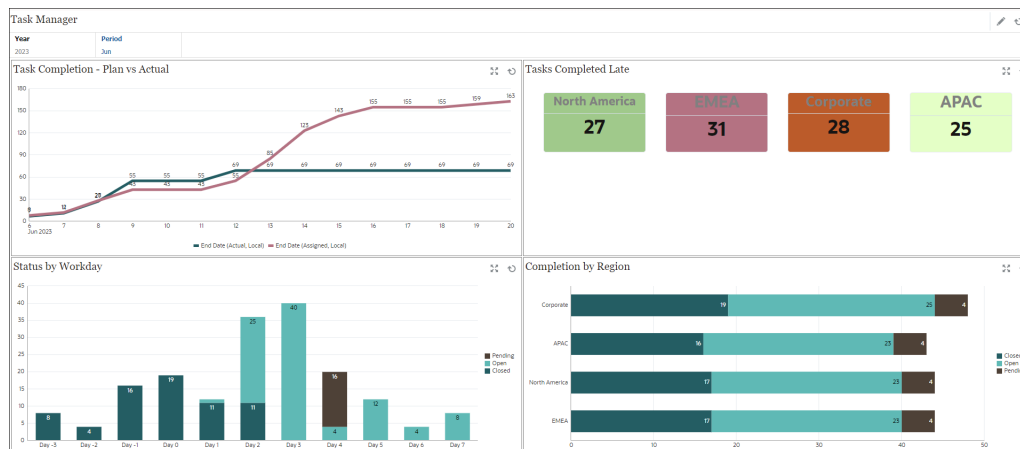 Task Manager
Year
Period
2023
Jun
Task Completion - Plan vs Actual
180
150
120
90
60
30
0
12
28
55
55
55
69
69
69
69
69
69
69
69
69
43
43
43
55
85
123
143
155
155
155
159
163
6
7
8
9
10
11
12
13
14
15
16
17
18
19
20
Jun 2023
End Date (Actual, Local)
End Date (Assigned, Local)
Tasks Completed Late
North America
27
EMEA
31
Corporate
28
APAC
25
Status by Workday
45
40
35
30
25
20
15
10
5
0
8
4
16
19
11
25
11
40
16
4
12
4
8
Day -3
Day -2
Day -1
Day 0
Day 1
Day 2
Day 3
Day 4
Day 5
Day 6
Day 7
Pending
Open
Closed
Completion by Region
Corporate
19
25
4
APAC
16
23
4
North America
17
23
4
EMEA
17
23
4
0
10
20
30
40
50
Closed
Open